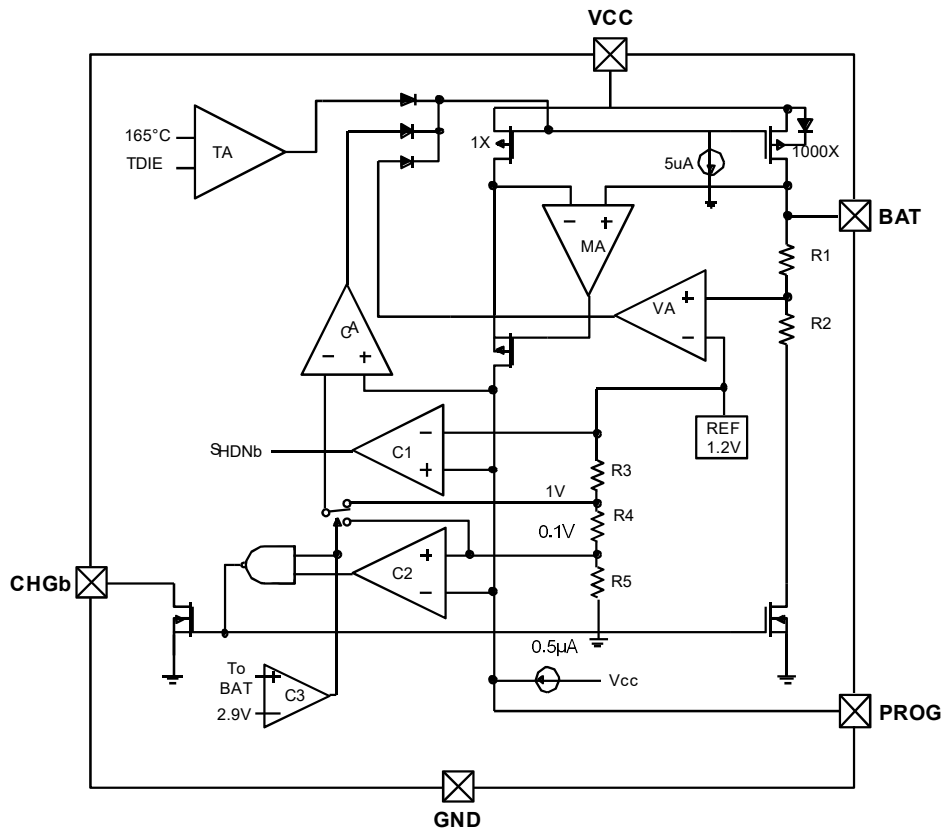 VCC
165°C
TDIE
TA
1X
5uA
1000X
BAT
− +
MA
R1
CA
− +
VA
+
−
R2
REF
1.2V
SHDNb
C1
−
+
R3
1V
R4
0.1V
C2
+
−
R5
CHGb
0.5µA
To
BAT
+
C3
2.9V
−
Vcc
PROG
GND